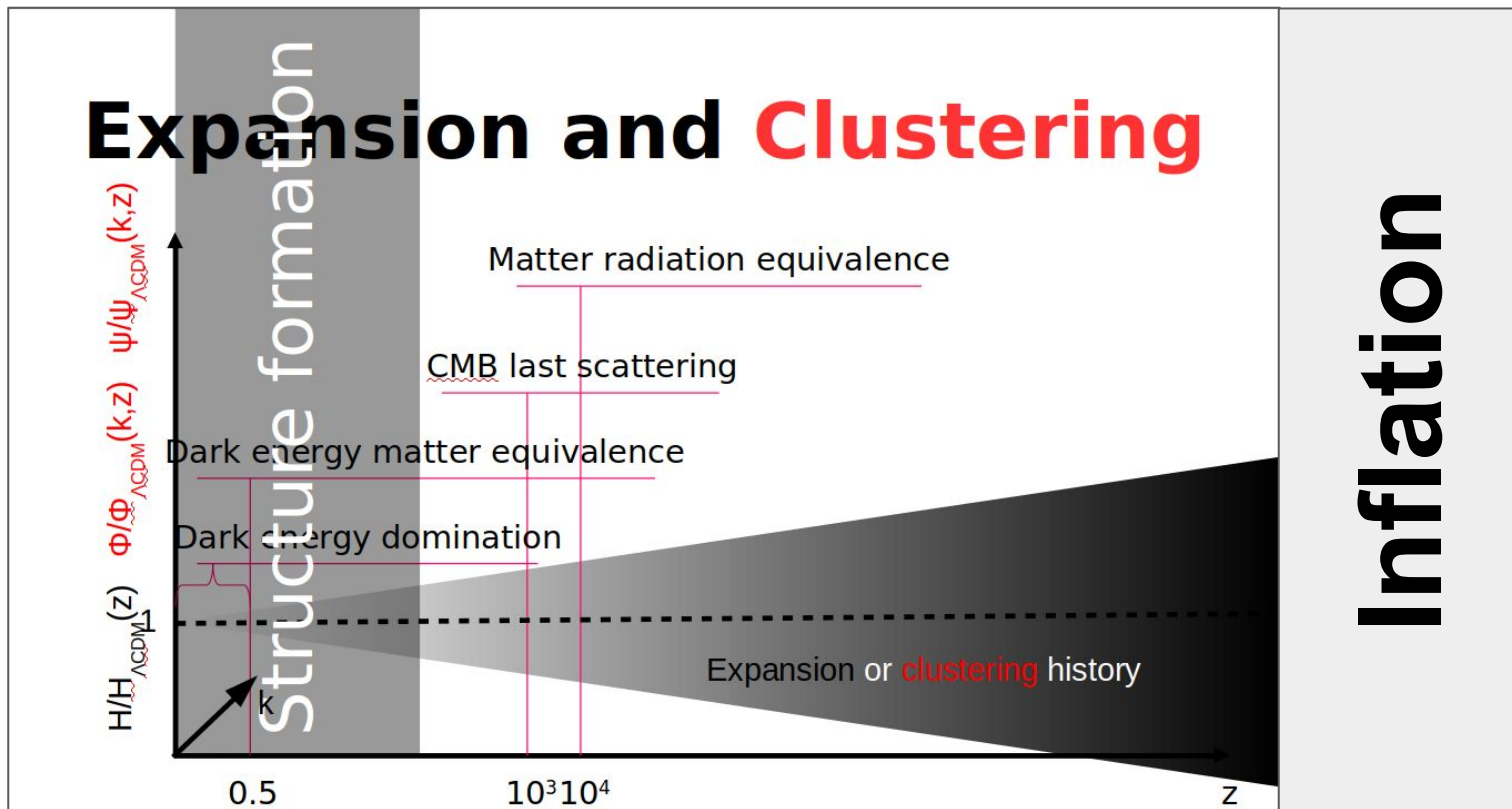 Expansion and Clustering
Structure formation
Inflation
H/H_ΛCDM(z) Φ/Φ_ΛCDM(k,z) Ψ/Ψ_ΛCDM(k,z)
Matter radiation equivalence
CMB last scattering
Dark energy matter equivalence
Dark energy domination
1
Expansion or clustering history
k
0.5 10³10⁴ z